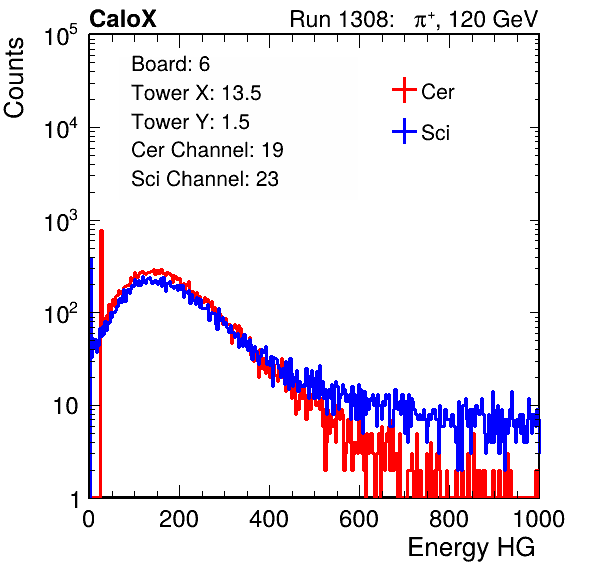 CaloX Run 1308: π⁺, 120 GeV
Counts
Board: 6
Tower X: 13.5
Tower Y: 1.5
Cer Channel: 19
Sci Channel: 23
Cer
Sci
10⁵
10⁴
10³
10²
10
1
0 200 400 600 800 1000
Energy HG